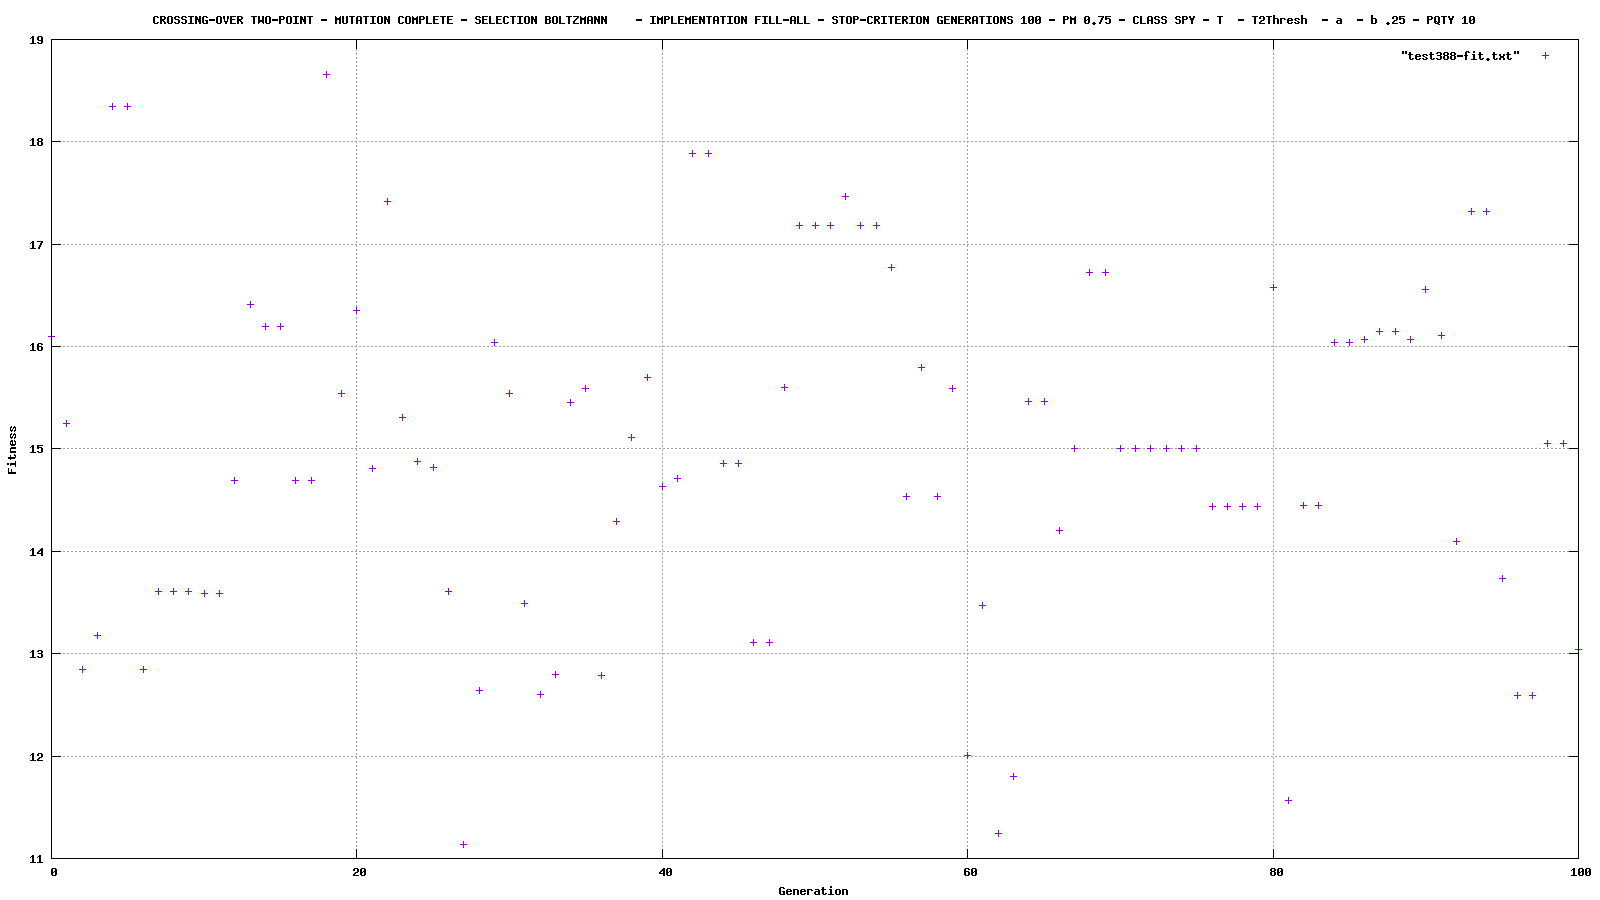 CROSSING-OVER TWO-POINT - MUTATION COMPLETE - SELECTION BOLTZMANN    - IMPLEMENTATION FILL-ALL - STOP-CRITERION GENERATIONS 100 - PM 0.75 - CLASS SPY - T  - T2Thresh  - a  - b .25 - PQTY 10
"test388-fit.txt"
19
18
17
16
15
14
13
12
11
Fitness
0 20 40 60 80 100
Generation